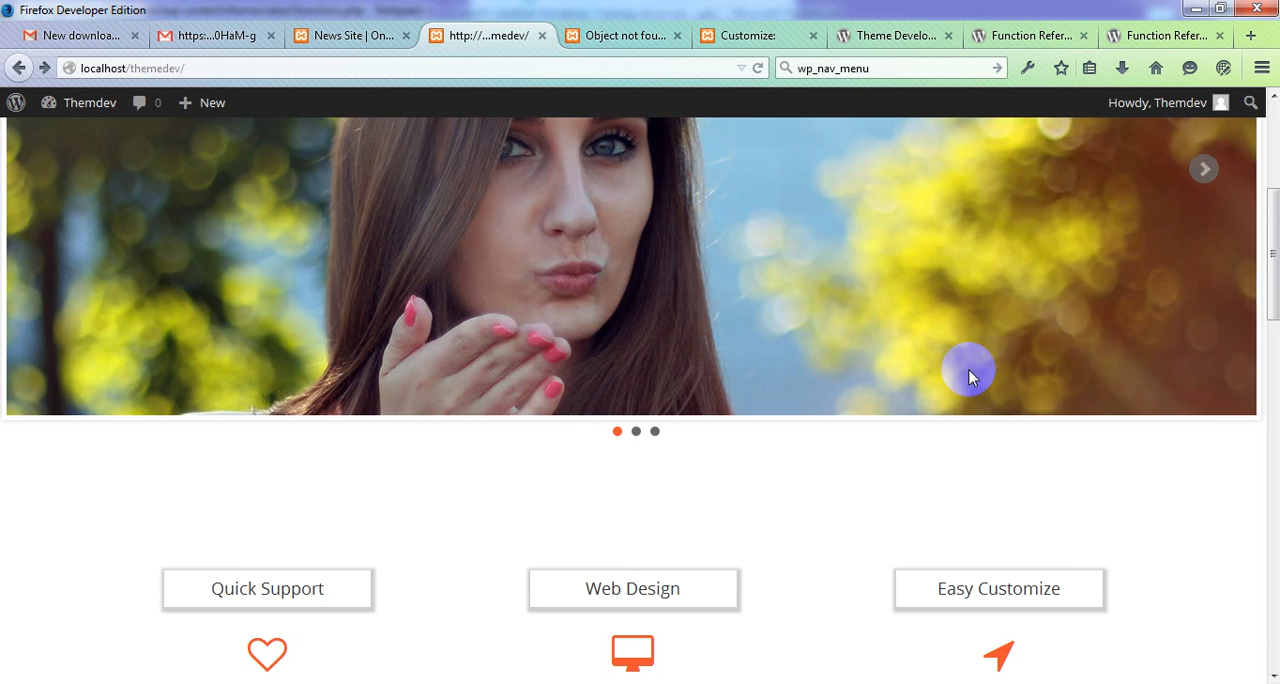 Firefox Developer Edition
New downloa...
https:...0HaM-g
News Site | On...
http://...medev/
Object not fou...
Customize:
Theme Develo...
Function Refer...
Function Refer...
localhost/themedev/
wp_nav_menu
Themdev
0
New
Howdy, Themdev
Quick Support
Web Design
Easy Customize